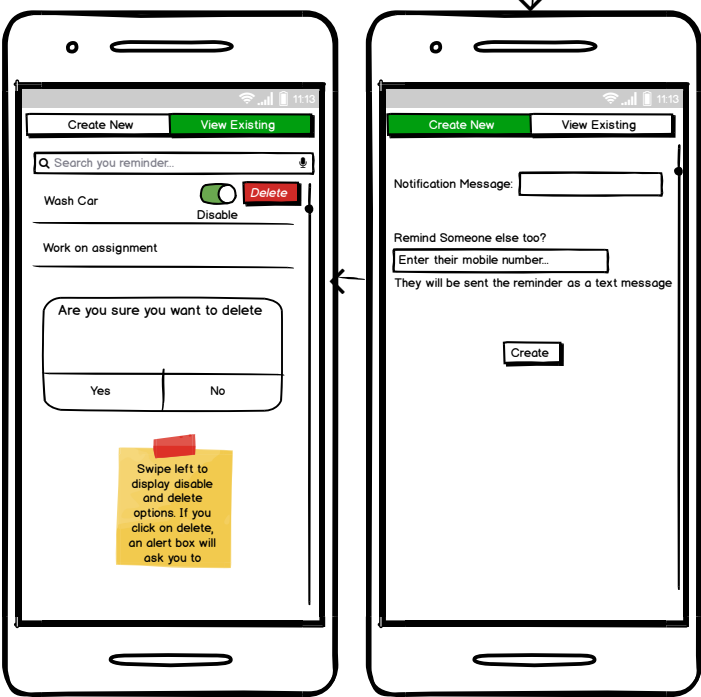 11:13
Create New
View Existing
Search you reminder...
Wash Car
Delete
Disable
Work on assignment
Are you sure you want to delete
Yes
No
Swipe left to
display disable
and delete
options. If you
click on delete,
an alert box will
ask you to
11:13
Create New
View Existing
Notification Message:
Remind Someone else too?
Enter their mobile number...
They will be sent the reminder as a text message
Create